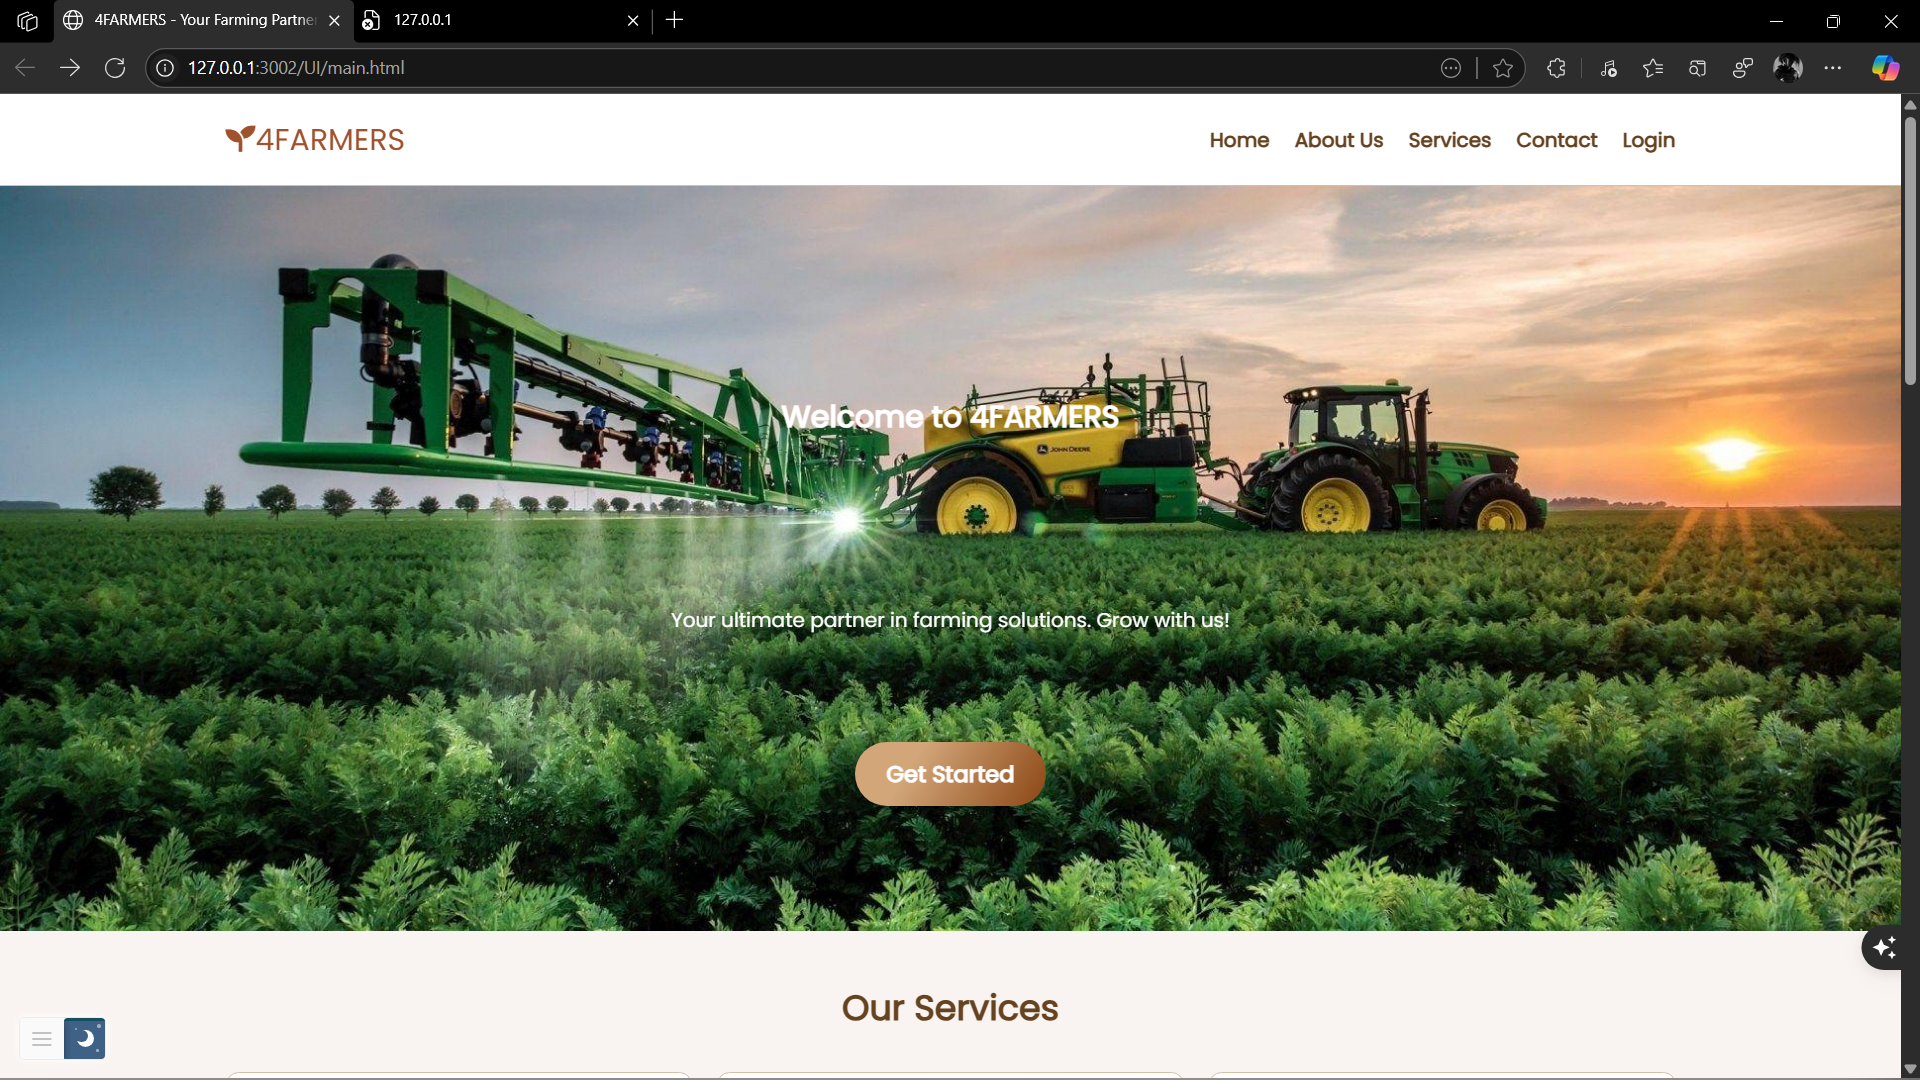 4FARMERS - Your Farming Partne
127.0.0.1
127.0.0.1:3002/UI/main.html
4FARMERS
Home About Us Services Contact Login
Welcome to 4FARMERS
JOHN DEERE
Your ultimate partner in farming solutions. Grow with us!
Get Started
Our Services